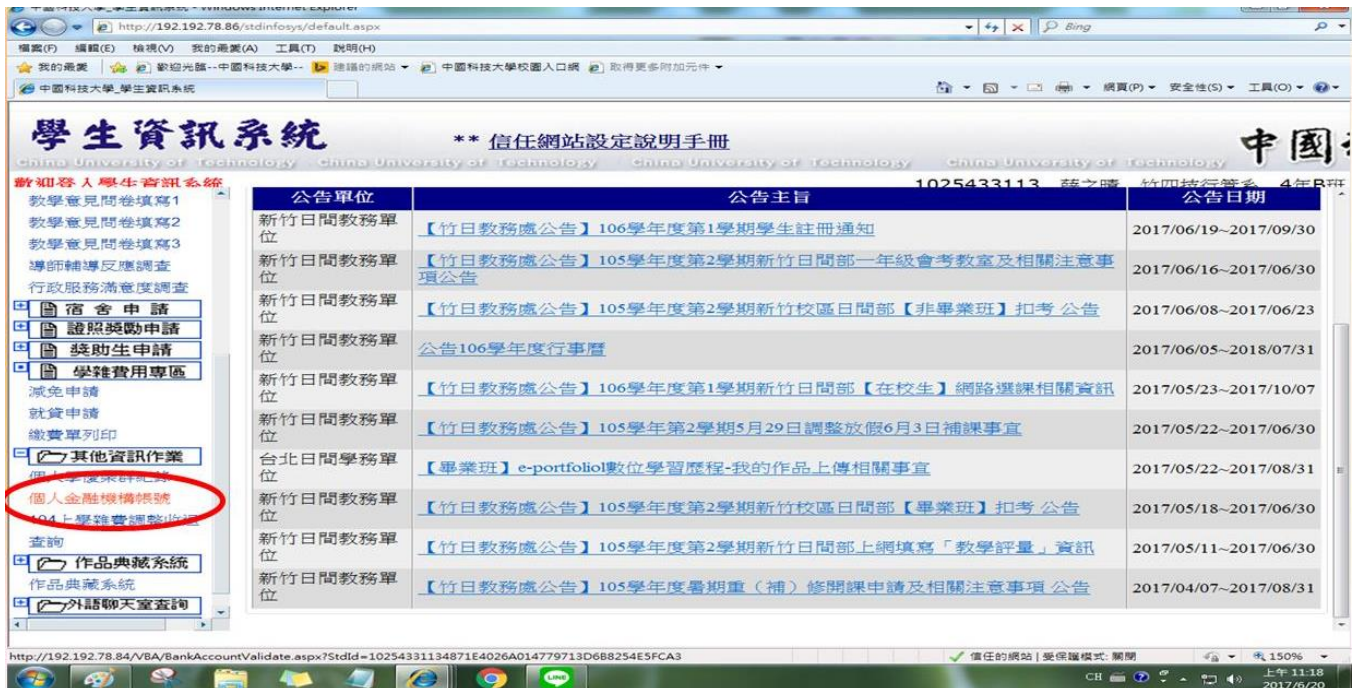 中國科技大學_學生資訊系統 - Windows Internet Explorer
http://192.192.78.86/stdinfosys/default.aspx
Bing
檔案(F) 編輯(E) 檢視(V) 我的最愛(A) 工具(T) 說明(H)
我的最愛 歡迎光臨--中國科技大學-- 建議的網站 中國科技大學校園入口網 取得更多附加元件
中國科技大學_學生資訊系統 網頁(P) 安全性(S) 工具(O)
學生資訊系統 ** 信任網站設定說明手冊 中國
China University of Technology China University of Technology China University of Technology China University of Technology
歡迎登入學生資訊系統 1025433113 薛之晴 竹四技行管系 4年B班
教學意見問卷填寫1
教學意見問卷填寫2
教學意見問卷填寫3
導師輔導反應調查
行政服務滿意度調查
宿舍申請
證照獎勵申請
獎助生申請
學雜費用專區
減免申請
就貸申請
繳費單列印
其他資訊作業
個人金融機構帳號
104上學雜費調整收退
查詢
作品典藏系統
作品典藏系統
外語聊天室查詢
公告單位 公告主旨 公告日期
新竹日間教務單位 【竹日教務處公告】106學年度第1學期學生註冊通知 2017/06/19~2017/09/30
新竹日間教務單位 【竹日教務處公告】105學年度第2學期新竹日間部一年級會考教室及相關注意事
項公告 2017/06/16~2017/06/30
新竹日間教務單位 【竹日教務處公告】105學年度第2學期新竹校區日間部【非畢業班】扣考 公告 2017/06/08~2017/06/23
新竹日間教務單位 公告106學年度行事曆 2017/06/05~2018/07/31
新竹日間教務單位 【竹日教務處公告】106學年度第1學期新竹日間部【在校生】網路選課相關資訊 2017/05/23~2017/10/07
新竹日間教務單位 【竹日教務處公告】105學年第2學期5月29日調整放假6月3日補課事宜 2017/05/22~2017/06/30
台北日間學務單位 【畢業班】e-portfoliol數位學習歷程-我的作品上傳相關事宜 2017/05/22~2017/08/31
新竹日間教務單位 【竹日教務處公告】105學年度第2學期新竹校區日間部【畢業班】扣考 公告 2017/05/18~2017/06/30
新竹日間教務單位 【竹日教務處公告】105學年度第2學期新竹日間部上網填寫「教學評量」資訊 2017/05/11~2017/06/30
新竹日間教務單位 【竹日教務處公告】105學年度暑期重（補）修開課申請及相關注意事項 公告 2017/04/07~2017/08/31
http://192.192.78.84/VBA/BankAccountValidate.aspx?StdId=10254331134871E4026A014779713D6B8254E5FCA3 信任的網站 | 受保護模式: 關閉 150%
LINE CH 上午 11:18
2017/6/20